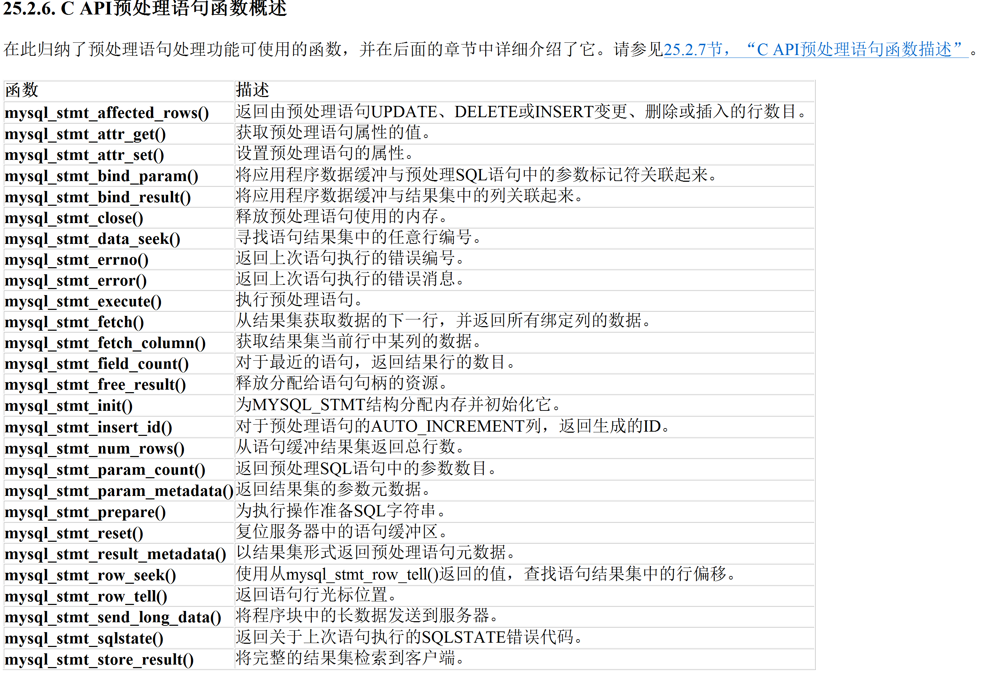 25.2.6. C API预处理语句函数概述
在此归纳了预处理语句处理功能可使用的函数，并在后面的章节中详细介绍了它。请参见25.2.7节，“C API预处理语句函数描述”。
函数 描述
mysql_stmt_affected_rows() 返回由预处理语句UPDATE、DELETE或INSERT变更、删除或插入的行数目。
mysql_stmt_attr_get() 获取预处理语句属性的值。
mysql_stmt_attr_set() 设置预处理语句的属性。
mysql_stmt_bind_param() 将应用程序数据缓冲与预处理SQL语句中的参数标记符关联起来。
mysql_stmt_bind_result() 将应用程序数据缓冲与结果集中的列关联起来。
mysql_stmt_close() 释放预处理语句使用的内存。
mysql_stmt_data_seek() 寻找语句结果集中的任意行编号。
mysql_stmt_errno() 返回上次语句执行的错误编号。
mysql_stmt_error() 返回上次语句执行的错误消息。
mysql_stmt_execute() 执行预处理语句。
mysql_stmt_fetch() 从结果集获取数据的下一行，并返回所有绑定列的数据。
mysql_stmt_fetch_column() 获取结果集当前行中某列的数据。
mysql_stmt_field_count() 对于最近的语句，返回结果行的数目。
mysql_stmt_free_result() 释放分配给语句句柄的资源。
mysql_stmt_init() 为MYSQL_STMT结构分配内存并初始化它。
mysql_stmt_insert_id() 对于预处理语句的AUTO_INCREMENT列，返回生成的ID。
mysql_stmt_num_rows() 从语句缓冲结果集返回总行数。
mysql_stmt_param_count() 返回预处理SQL语句中的参数数目。
mysql_stmt_param_metadata() 返回结果集的参数元数据。
mysql_stmt_prepare() 为执行操作准备SQL字符串。
mysql_stmt_reset() 复位服务器中的语句缓冲区。
mysql_stmt_result_metadata() 以结果集形式返回预处理语句元数据。
mysql_stmt_row_seek() 使用从mysql_stmt_row_tell()返回的值，查找语句结果集中的行偏移。
mysql_stmt_row_tell() 返回语句行光标位置。
mysql_stmt_send_long_data() 将程序块中的长数据发送到服务器。
mysql_stmt_sqlstate() 返回关于上次语句执行的SQLSTATE错误代码。
mysql_stmt_store_result() 将完整的结果集检索到客户端。